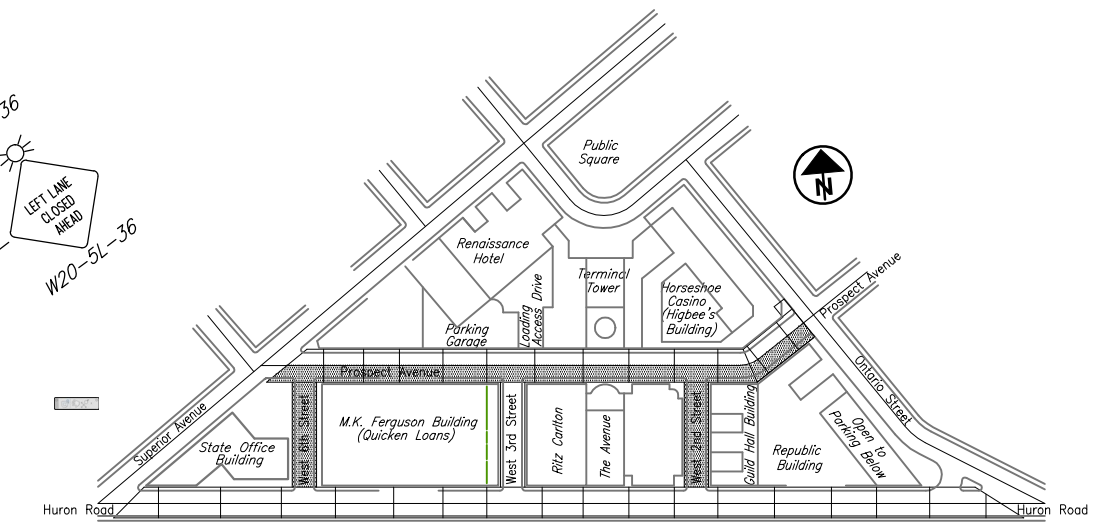 36
LEFT LANE
CLOSED
AHEAD
W20-5L-36
Public
Square
N
Renaissance
Hotel
Terminal
Tower
Loading
Access Drive
Horseshoe
Casino
(Higbee's
Building)
Prospect Avenue
Parking
Garage
Prospect Avenue
Ontario Street
Superior Avenue
State Office
Building
West 6th Street
M.K. Ferguson Building
(Quicken Loans)
West 3rd Street
Ritz Carlton
The Avenue
West 2nd Street
Guild Hall Building
Republic
Building
Open to
Parking Below
Huron Road
Huron Road